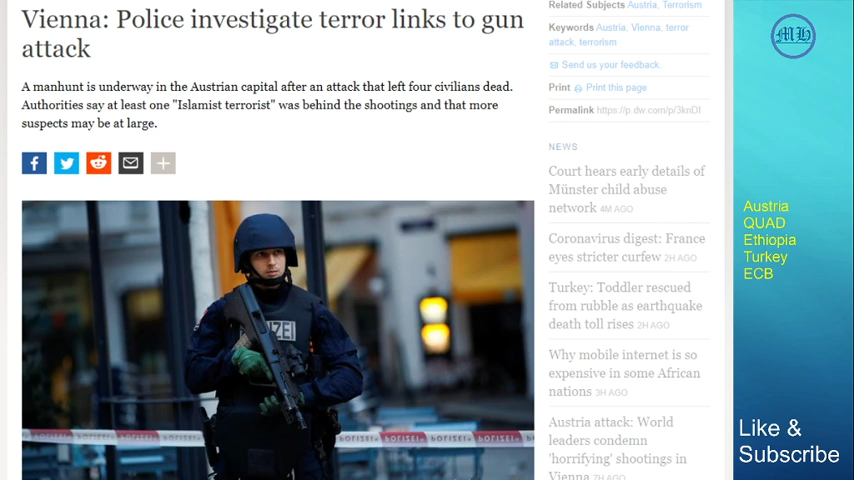 Vienna: Police investigate terror links to gun
attack
A manhunt is underway in the Austrian capital after an attack that left four civilians dead.
Authorities say at least one "Islamist terrorist" was behind the shootings and that more
suspects may be at large.
ZEI
POLIZEI
Related Subjects Austria, Terrorism
Keywords Austria, Vienna, terror
attack, terrorism
Send us your feedback.
Print Print this page
Permalink https://p.dw.com/p/3knDI
NEWS
Court hears early details of
Münster child abuse
network 4M AGO
Coronavirus digest: France
eyes stricter curfew 2H AGO
Turkey: Toddler rescued
from rubble as earthquake
death toll rises 2H AGO
Why mobile internet is so
expensive in some African
nations 3H AGO
Austria attack: World
leaders condemn
'horrifying' shootings in
Vienna 7H AGO
MH
Austria
QUAD
Ethiopia
Turkey
ECB
Like &
Subscribe